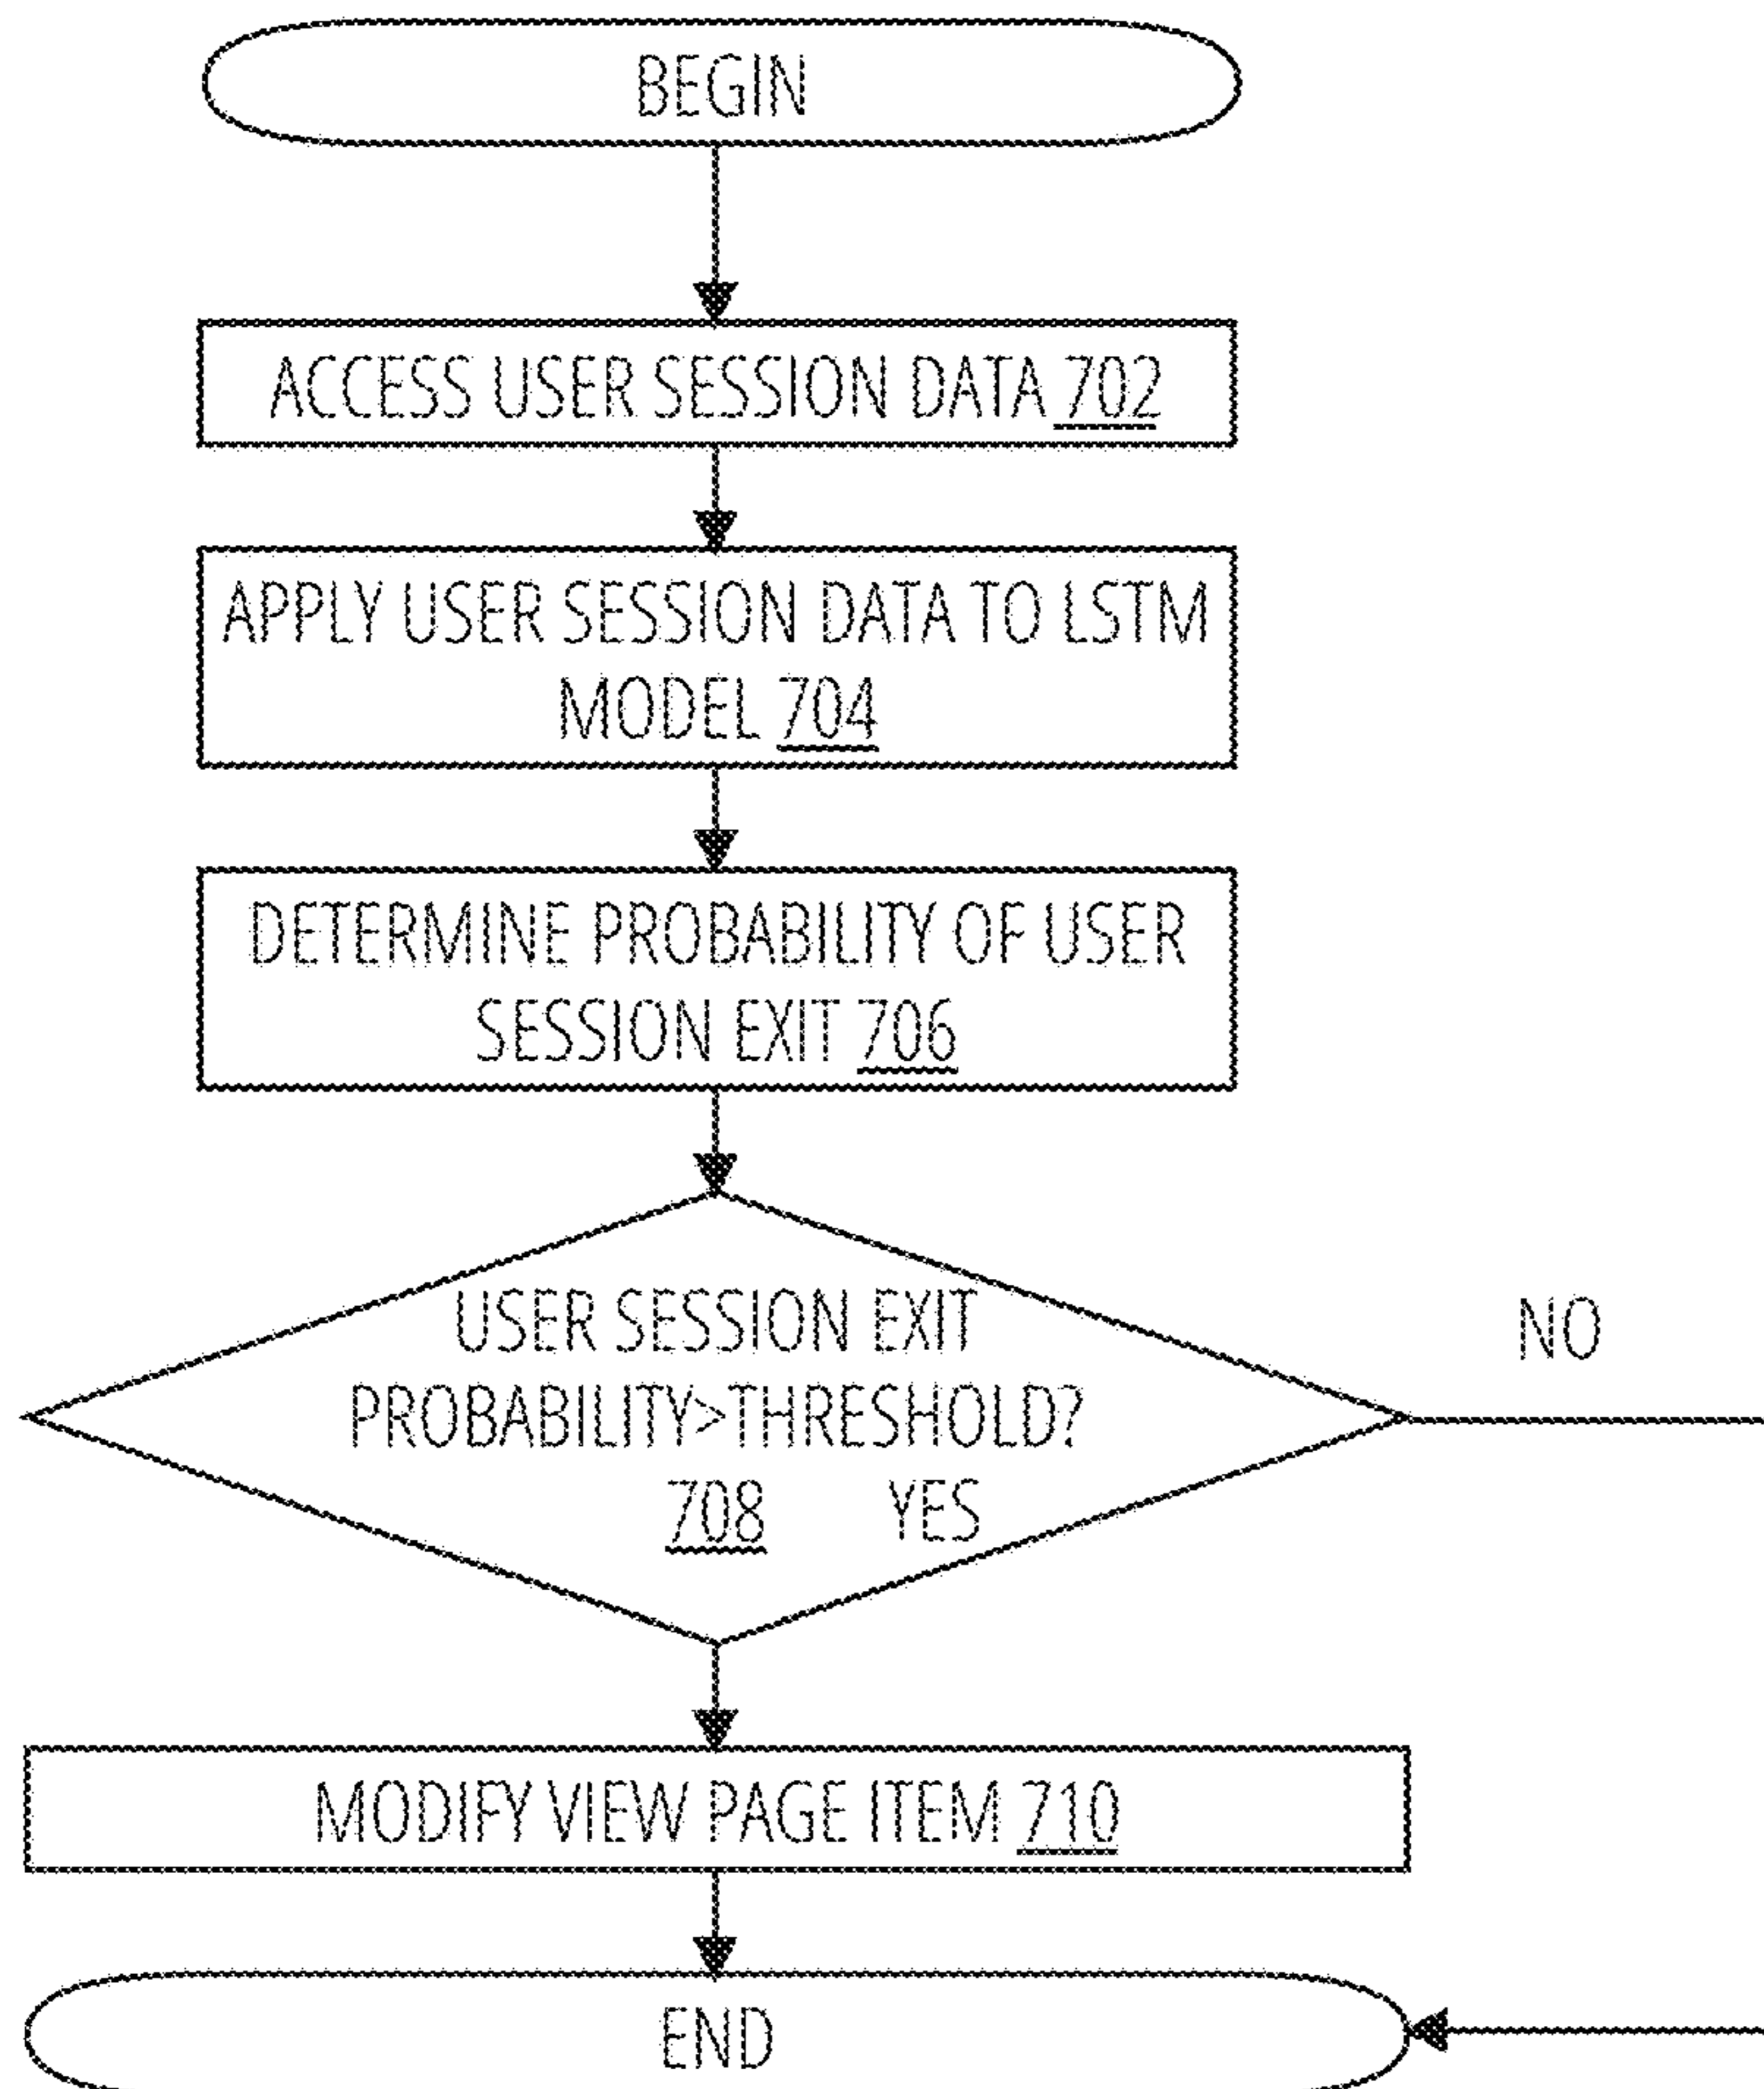 BEGIN
ACCESS USER SESSION DATA 702
APPLY USER SESSION DATA TO LSTM
MODEL 704
DETERMINE PROBABILITY OF USER
SESSION EXIT 706
USER SESSION EXIT
PROBABILITY>THRESHOLD?
708 YES
NO
MODIFY VIEW PAGE ITEM 710
END